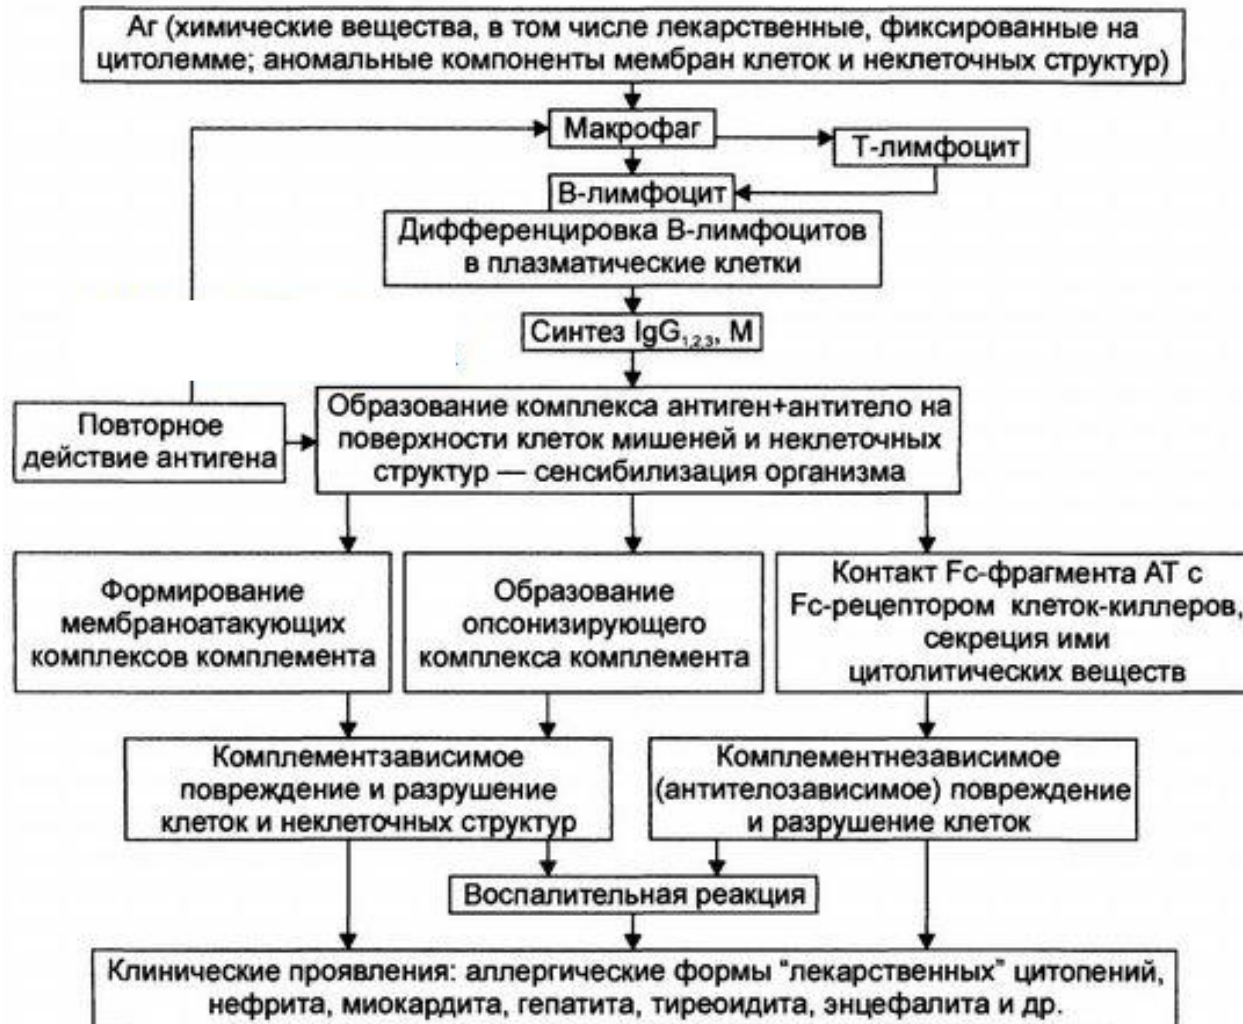 Аг (химические вещества, в том числе лекарственные, фиксированные на
цитолемме; аномальные компоненты мембран клеток и неклеточных структур)
Макрофаг
Т-лимфоцит
В-лимфоцит
Дифференцировка В-лимфоцитов
в плазматические клетки
Синтез IgG₁,₂,₃, М
Повторное
действие антигена
Образование комплекса антиген+антитело на
поверхности клеток мишеней и неклеточных
структур — сенсибилизация организма
Формирование
мембраноатакующих
комплексов комплемента
Образование
опсонизирующего
комплекса комплемента
Контакт Fc-фрагмента АТ с
Fc-рецептором клеток-киллеров,
секреция ими
цитолитических веществ
Комплементзависимое
повреждение и разрушение
клеток и неклеточных структур
Комплементнезависимое
(антителозависимое) повреждение
и разрушение клеток
Воспалительная реакция
Клинические проявления: аллергические формы "лекарственных" цитопений,
нефрита, миокардита, гепатита, тиреоидита, энцефалита и др.